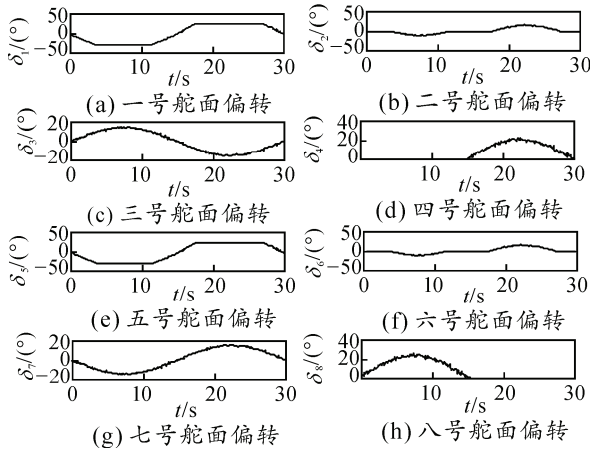 δ1/(°)
50
0
−50
0
10
20
30
t/s
(a) 一号舵面偏转
δ2/(°)
50
0
−50
0
10
20
30
t/s
(b) 二号舵面偏转
δ3/(°)
20
0
−20
0
10
20
30
t/s
(c) 三号舵面偏转
δ4/(°)
40
20
0
10
20
30
t/s
(d) 四号舵面偏转
δ5/(°)
50
0
−50
0
10
20
30
t/s
(e) 五号舵面偏转
δ6/(°)
50
0
−50
0
10
20
30
t/s
(f) 六号舵面偏转
δ7/(°)
20
0
−20
0
10
20
30
t/s
(g) 七号舵面偏转
δ8/(°)
40
20
0
0
10
20
30
t/s
(h) 八号舵面偏转